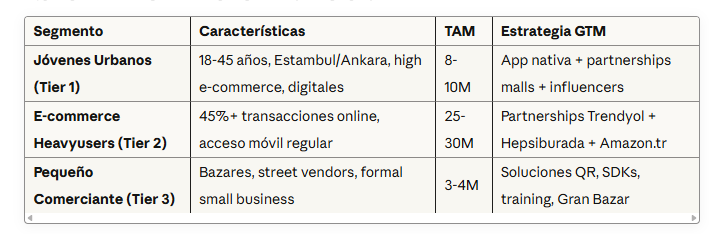 Segmento Características TAM Estrategia GTM
Jóvenes Urbanos 18-45 años, Estambul/Ankara, high 8- App nativa + partnerships
(Tier 1) e-commerce, digitales 10M malls + influencers
E-commerce 45%+ transacciones online, 25- Partnerships Trendyol +
Heavyusers (Tier 2) acceso móvil regular 30M Hepsiburada + Amazon.tr
Pequeño Bazares, street vendors, formal 3-4M Soluciones QR, SDKs,
Comerciante (Tier 3) small business training, Gran Bazar